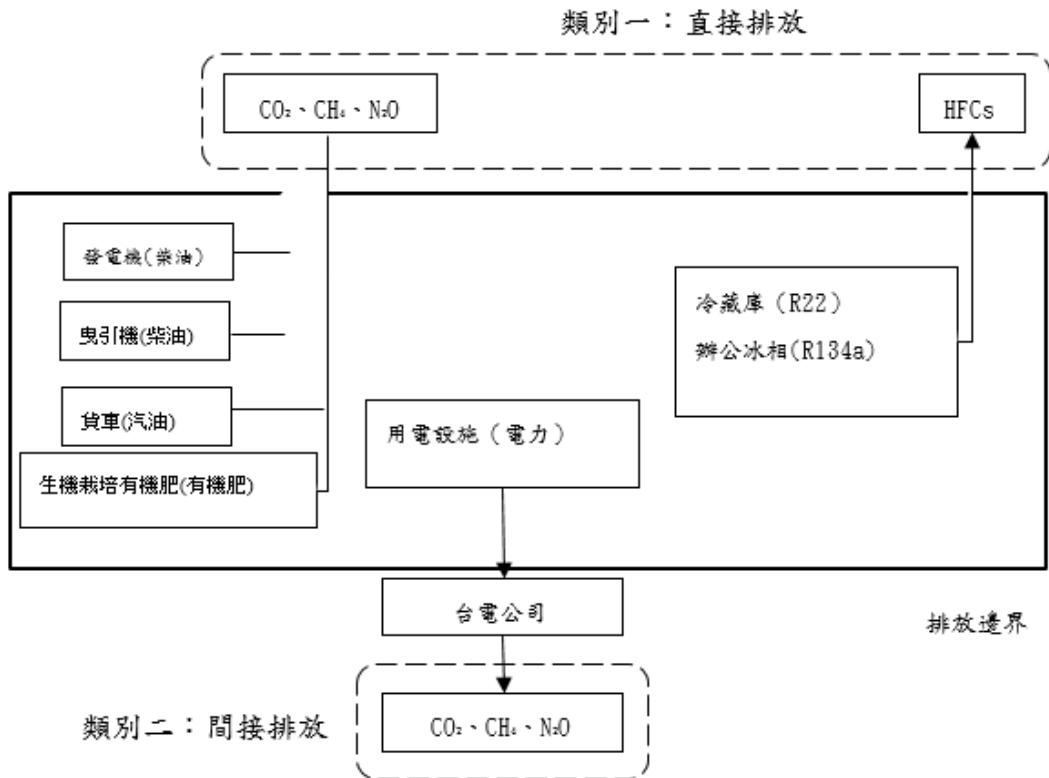 類別一：直接排放
CO₂、CH₄、N₂O
HFCs
發電機(柴油)
曳引機(柴油)
貨車(汽油)
生機栽培有機肥(有機肥)
冷藏庫（R22）
辦公冰相(R134a)
用電設施（電力）
台電公司
排放邊界
類別二：間接排放
CO₂、CH₄、N₂O